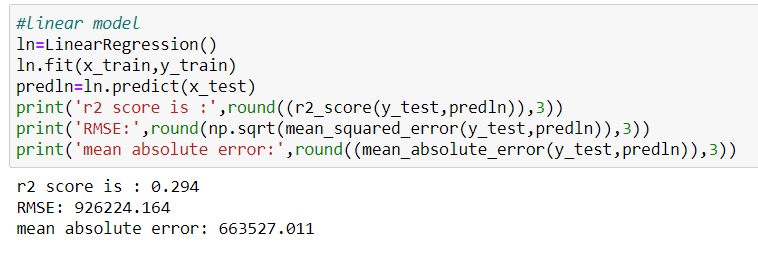 #linear model
ln=LinearRegression()
ln.fit(x_train,y_train)
predln=ln.predict(x_test)
print('r2 score is :',round((r2_score(y_test,predln)),3))
print('RMSE:',round(np.sqrt(mean_squared_error(y_test,predln)),3))
print('mean absolute error:',round((mean_absolute_error(y_test,predln)),3))
r2 score is : 0.294
RMSE: 926224.164
mean absolute error: 663527.011